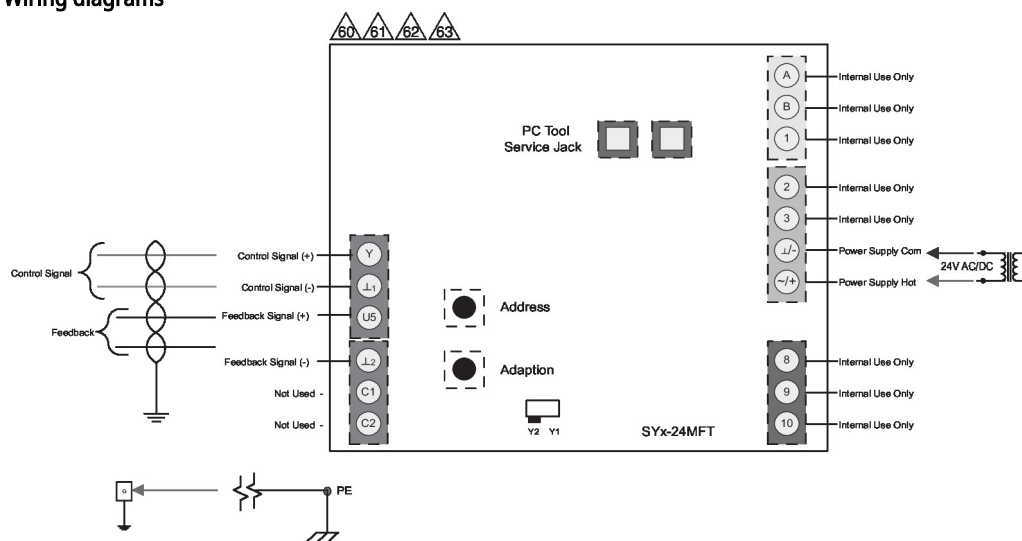 Wiring diagrams
60 61 62 63
A Internal Use Only
B Internal Use Only
PC Tool
Service Jack
1 Internal Use Only
2 Internal Use Only
3 Internal Use Only
Control Signal
Control Signal (+) Y
Control Signal (-) ⊥1
Feedback
Feedback Signal (+) U5
Feedback Signal (-) ⊥2
Not Used - C1
Not Used - C2
Address
Adaption
Y2 Y1
SYx-24MFT
⊥/- Power Supply Com
24V AC/DC
~/+ Power Supply Hot
8 Internal Use Only
9 Internal Use Only
10 Internal Use Only
G
PE